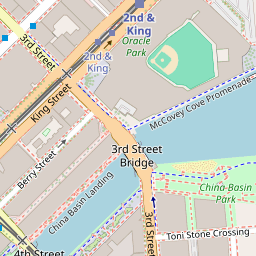 3rd Street
2nd &
King
Oracle Park
2nd &
King
King Street
McCovey Cove Promenade
3rd Street
Bridge
Berry Street
China Basin Landing
China Basin
Park
3rd Street
Toni Stone Crossing
4th Street